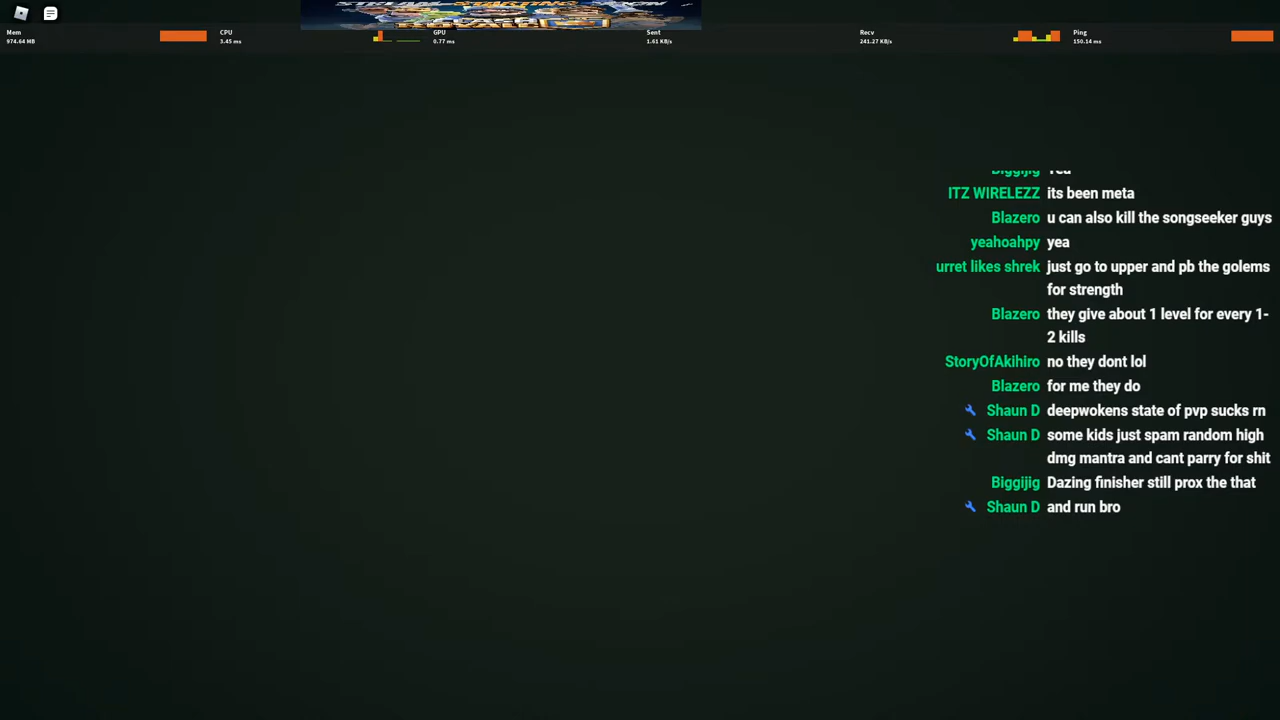 Mem
974.64 MB
CPU
3.45 ms
GPU
0.77 ms
Sent
1.61 KB/s
Recv
241.27 KB/s
Ping
150.14 ms
Biggijig Yea
ITZ WIRELEZZ its been meta
Blazero u can also kill the songseeker guys
yeahoahpy yea
urret likes shrek just go to upper and pb the golems
for strength
Blazero they give about 1 level for every 1-
2 kills
StoryOfAkihiro no they dont lol
Blazero for me they do
Shaun D deepwokens state of pvp sucks rn
Shaun D some kids just spam random high
dmg mantra and cant parry for shit
Biggijig Dazing finisher still prox the that
Shaun D and run bro